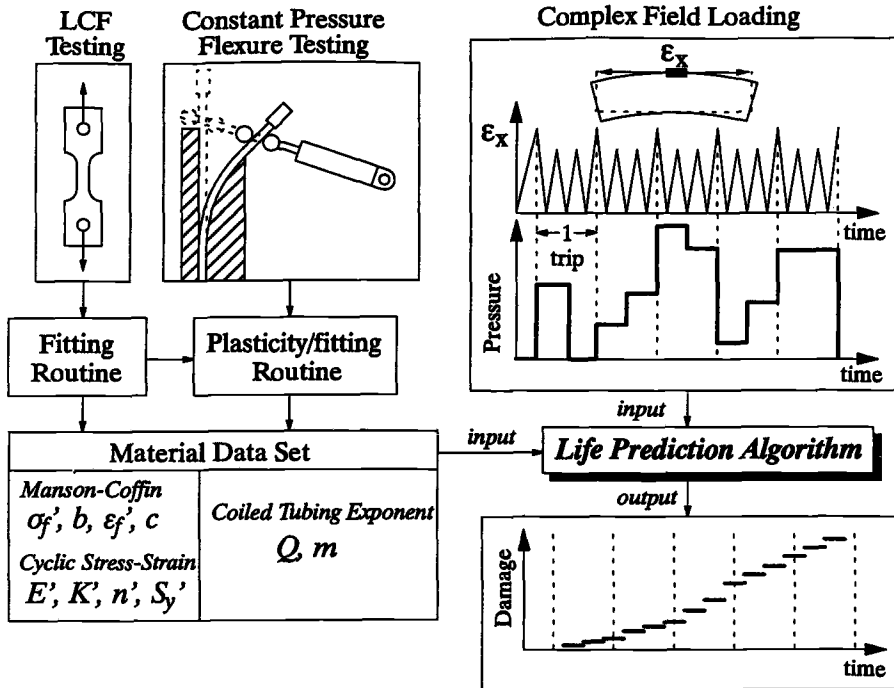 LCF
Testing
Constant Pressure
Flexure Testing
Complex Field Loading
εx
εx
time
1
trip
Pressure
time
Fitting
Routine
Plasticity/fitting
Routine
input
Material Data Set
input
Life Prediction Algorithm
Manson-Coffin
σf', b, εf', c
Cyclic Stress-Strain
E', K', n', Sy'
Coiled Tubing Exponent
Q, m
output
Damage
time